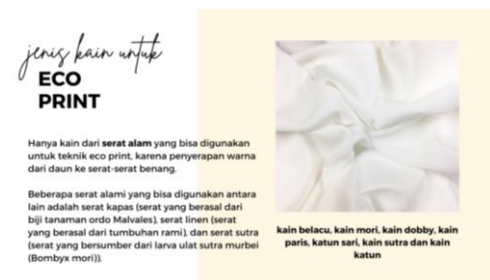 jenis kain untuk
ECO
PRINT
Hanya kain dari serat alam yang bisa digunakan
untuk teknik eco print, karena penyerapan warna
dari daun ke serat-serat benang.
Beberapa serat alami yang bisa digunakan antara
lain adalah serat kapas (serat yang berasal dari
biji tanaman ordo Malvales), serat linen (serat
yang berasal dari tumbuhan rami), dan serat sutra
(serat yang bersumber dari larva ulat sutra murbei
(Bombyx mori)).
kain belacu, kain mori, kain dobby, kain
paris, katun sari, kain sutra dan kain
katun